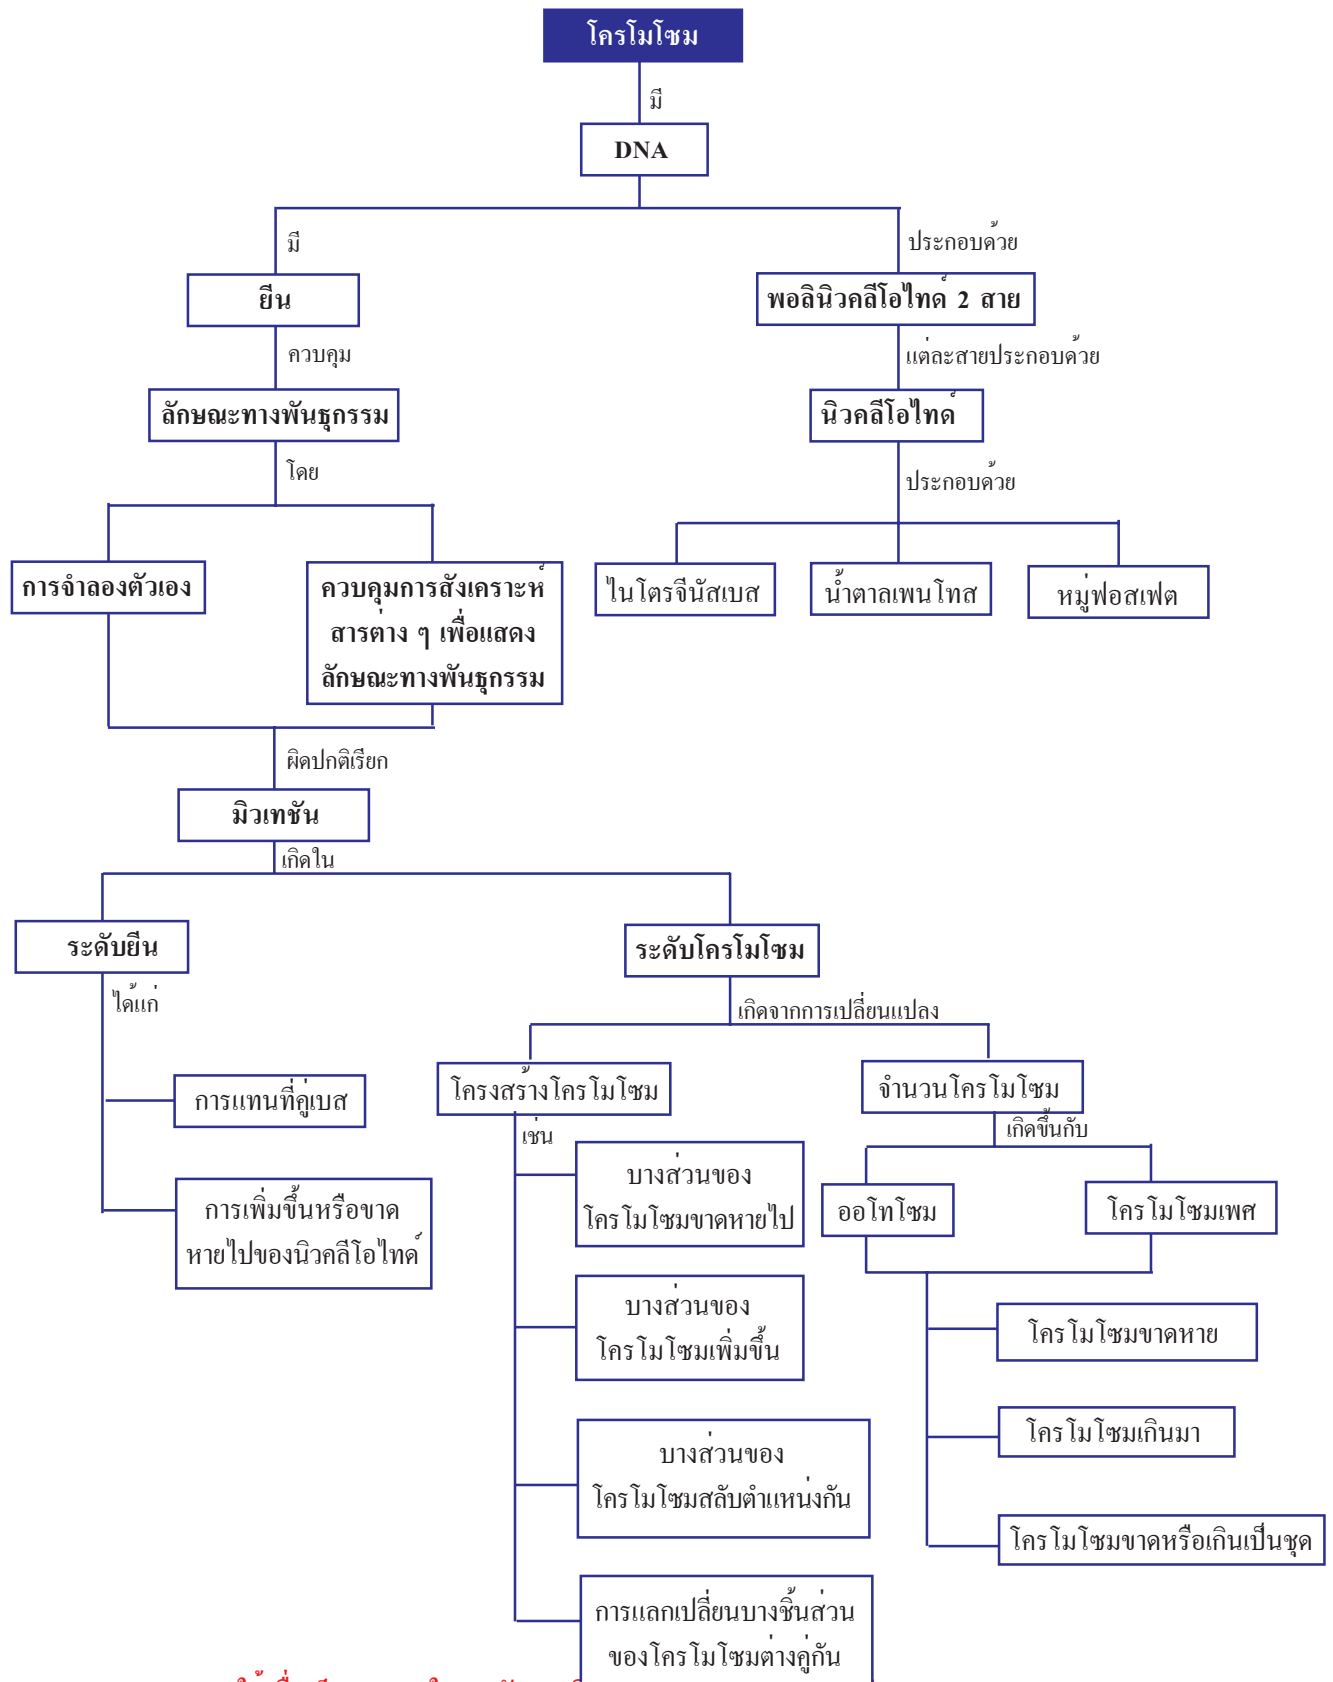 โครโมโซม
มี
DNA
มี
ประกอบด้วย
ยีน
พอลินิวคลีโอไทด์ 2 สาย
ควบคุม
แต่ละสายประกอบด้วย
ลักษณะทางพันธุกรรม
นิวคลีโอไทด์
โดย
ประกอบด้วย
การจำลองตัวเอง
ควบคุมการสังเคราะห์
สารต่าง ๆ เพื่อแสดง
ลักษณะทางพันธุกรรม
ไนโตรจีนัสเบส
น้ำตาลเพนโทส
หมู่ฟอสเฟต
ผิดปกติเรียก
มิวเทชัน
เกิดใน
ระดับยีน
ระดับโครโมโซม
ได้แก่
เกิดจากการเปลี่ยนแปลง
การแทนที่คู่เบส
การเพิ่มขึ้นหรือขาด
หายไปของนิวคลีโอไทด์
โครงสร้างโครโมโซม
จำนวนโครโมโซม
เช่น
เกิดขึ้นกับ
บางส่วนของ
โครโมโซมขาดหายไป
ออโทโซม
โครโมโซมเพศ
บางส่วนของ
โครโมโซมเพิ่มขึ้น
โครโมโซมขาดหาย
บางส่วนของ
โครโมโซมสลับตำแหน่งกัน
โครโมโซมเกินมา
โครโมโซมขาดหรือเกินเป็นชุด
การแลกเปลี่ยนบางชิ้นส่วน
ของโครโมโซมต่างคู่กัน